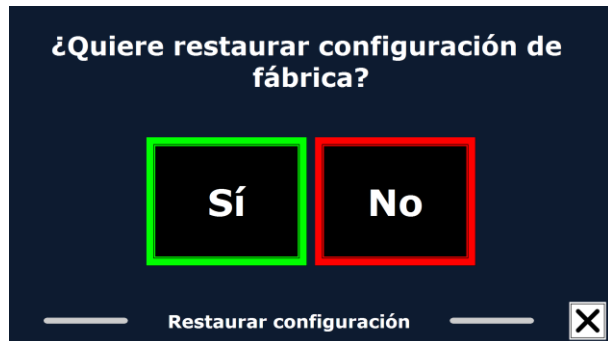 ¿Quiere restaurar configuración de
fábrica?
Sí
No
Restaurar configuración